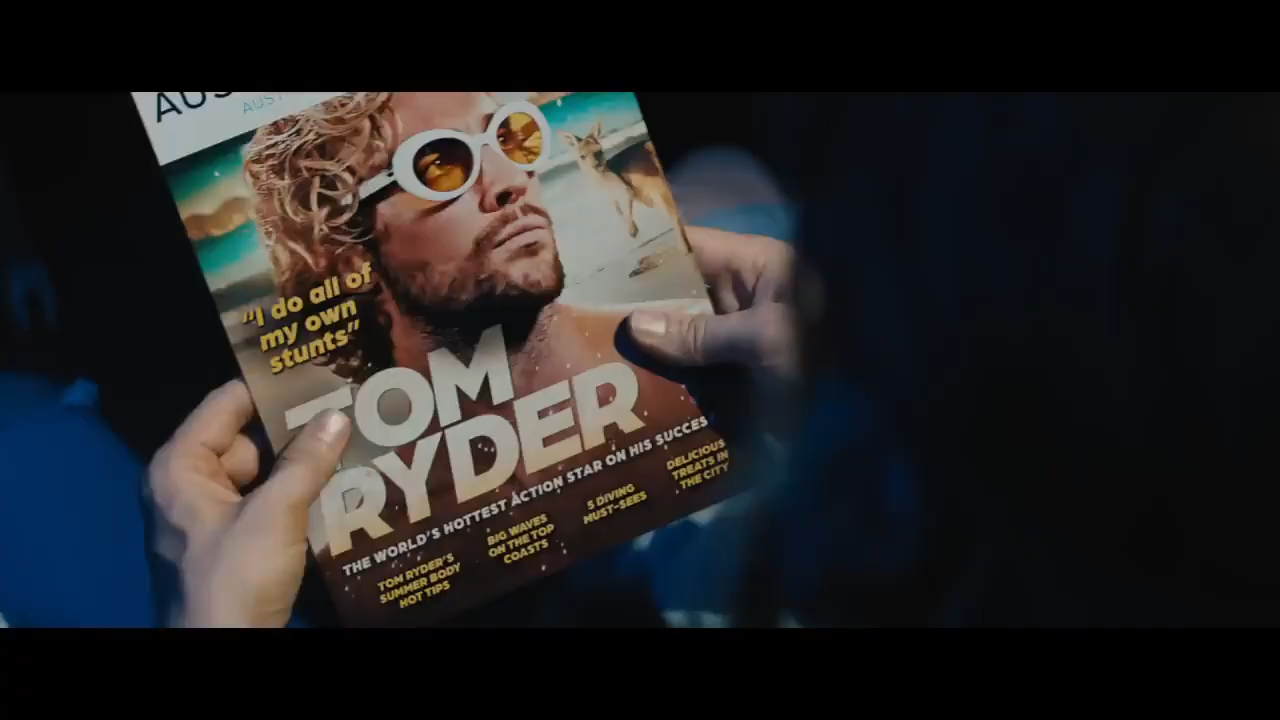 "I do all of
my own
stunts"
TOM
RYDER
THE WORLD'S HOTTEST ACTION STAR ON HIS SUCCES
TOM RYDER'S
SUMMER BODY
HOT TIPS
BIG WAVES
ON THE TOP
COASTS
5 DIVING
MUST-SEES
DELICIOUS
TREATS IN
THE CITY